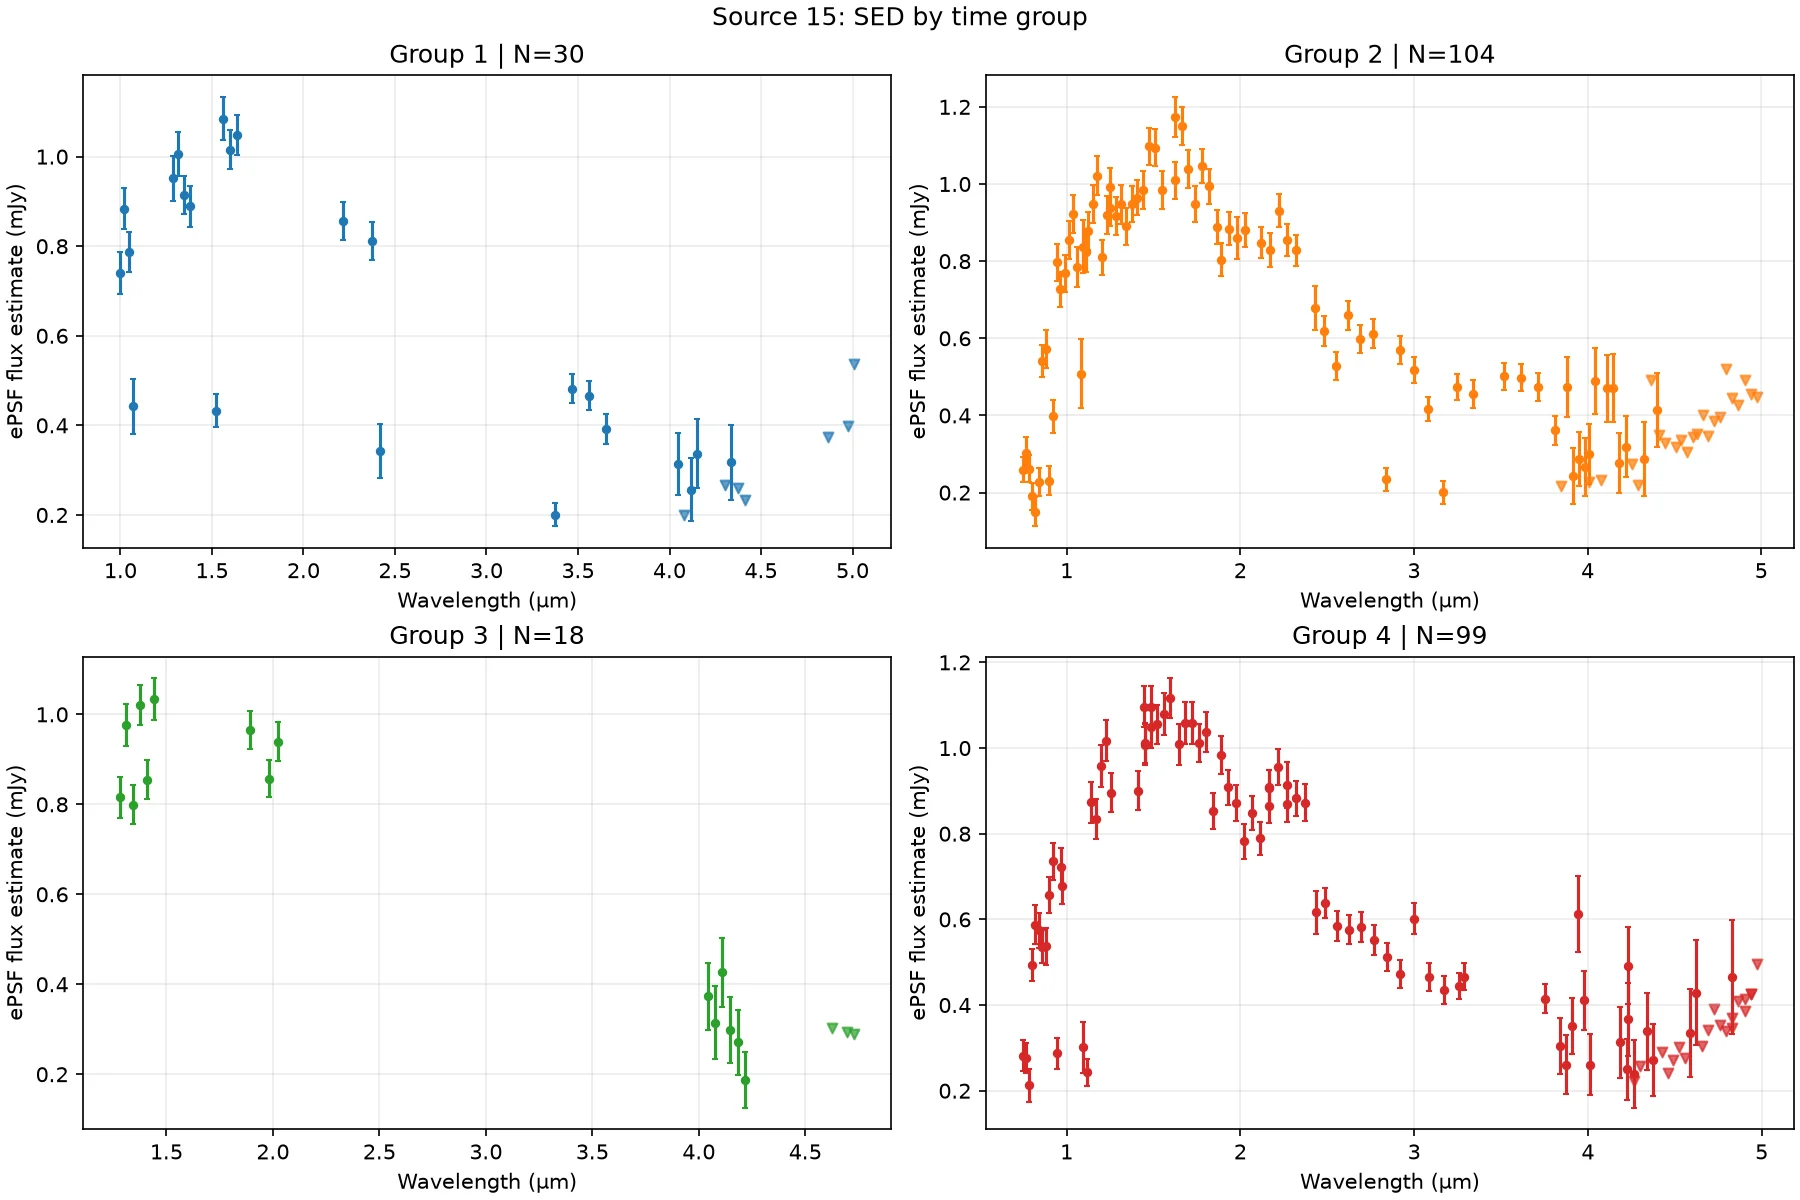 Source 15: SED by time group
Group 1 | N=30
ePSF flux estimate (mJy)
1.0
0.8
0.6
0.4
0.2
1.0 1.5 2.0 2.5 3.0 3.5 4.0 4.5 5.0
Wavelength (μm)
Group 2 | N=104
ePSF flux estimate (mJy)
1.2
1.0
0.8
0.6
0.4
0.2
1 2 3 4 5
Wavelength (μm)
Group 3 | N=18
ePSF flux estimate (mJy)
1.0
0.8
0.6
0.4
0.2
1.5 2.0 2.5 3.0 3.5 4.0 4.5
Wavelength (μm)
Group 4 | N=99
ePSF flux estimate (mJy)
1.2
1.0
0.8
0.6
0.4
0.2
1 2 3 4 5
Wavelength (μm)